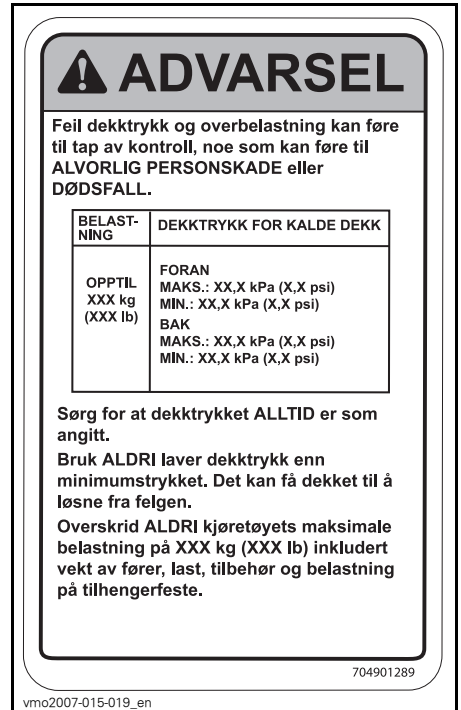 ADVARSEL
Feil dekktrykk og overbelastning kan føre
til tap av kontroll, noe som kan føre til
ALVORLIG PERSONSKADE eller
DØDSFALL.
BELAST-
NING
DEKKTRYKK FOR KALDE DEKK
OPPTIL
XXX kg
(XXX lb)
FORAN
MAKS.: XX,X kPa (X,X psi)
MIN.: XX,X kPa (X,X psi)
BAK
MAKS.: XX,X kPa (X,X psi)
MIN.: XX,X kPa (X,X psi)
Sørg for at dekktrykket ALLTID er som
angitt.
Bruk ALDRI laver dekktrykk enn
minimumstrykket. Det kan få dekket til å
løsne fra felgen.
Overskrid ALDRI kjøretøyets maksimale
belastning på XXX kg (XXX lb) inkludert
vekt av fører, last, tilbehør og belastning
på tilhengerfeste.
704901289
vmo2007-015-019_en